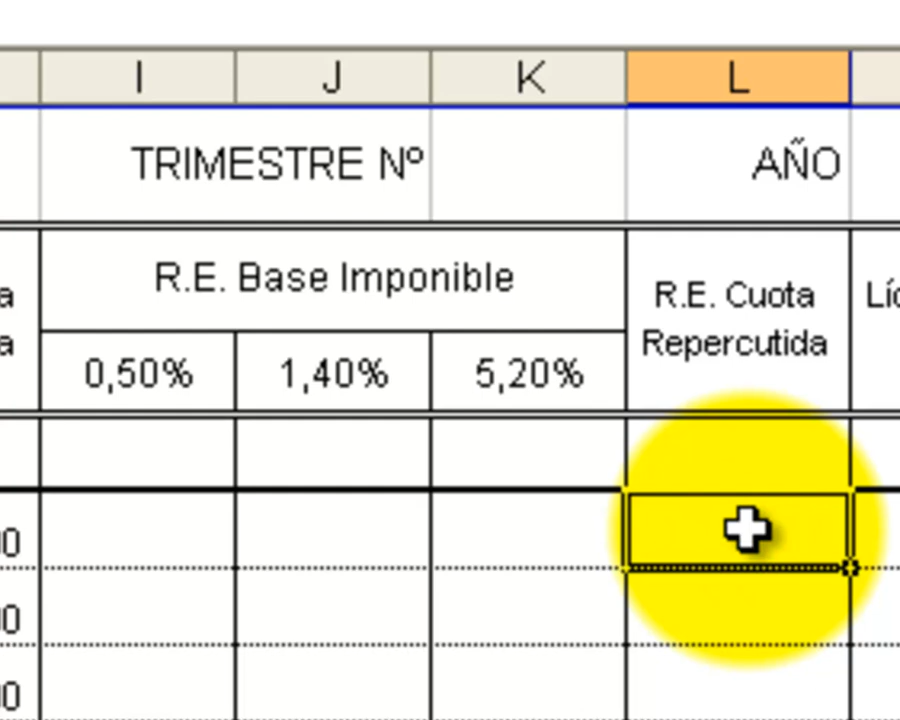 I J K L
TRIMESTRE Nº AÑO
R.E. Base Imponible
R.E. Cuota
Repercutida
0,50% 1,40% 5,20%